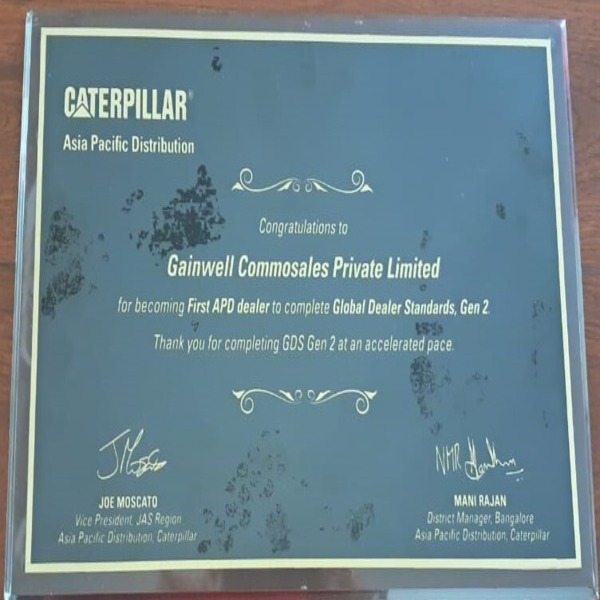 CATERPILLAR®
Asia Pacific Distribution
Congratulations to
Gainwell Commosales Private Limited
for becoming First APD dealer to complete Global Dealer Standards, Gen 2.
Thank you for completing GDS Gen 2 at an accelerated pace.
JOE MOSCATO
Vice President, JAS Region
Asia Pacific Distribution, Caterpillar
NMR
MANI RAJAN
District Manager, Bangalore
Asia Pacific Distribution, Caterpillar